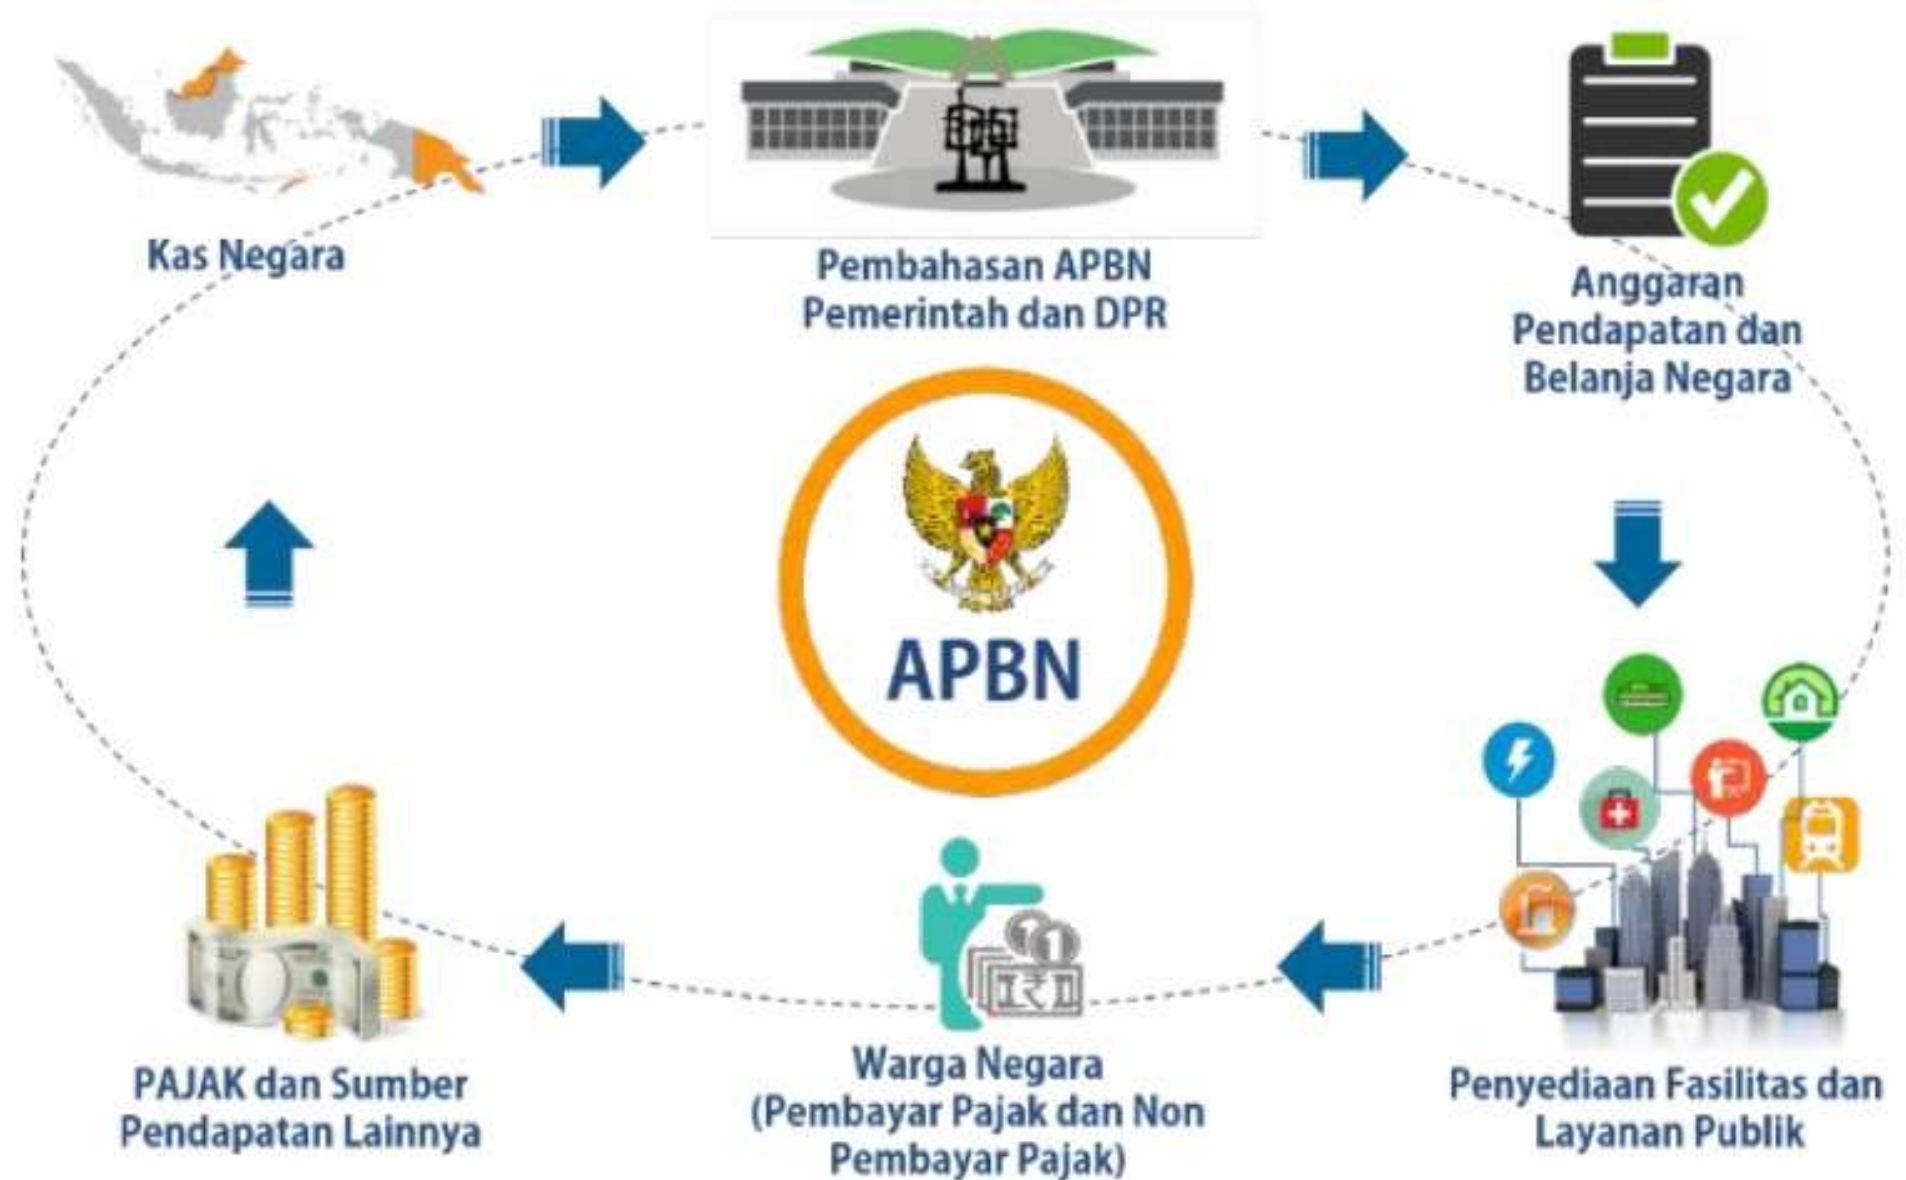 Kas Negara
Pembahasan APBN
Pemerintah dan DPR
Anggaran
Pendapatan dan
Belanja Negara
APBN
PAJAK dan Sumber
Pendapatan Lainnya
Warga Negara
(Pembayar Pajak dan Non
Pembayar Pajak)
Penyediaan Fasilitas dan
Layanan Publik